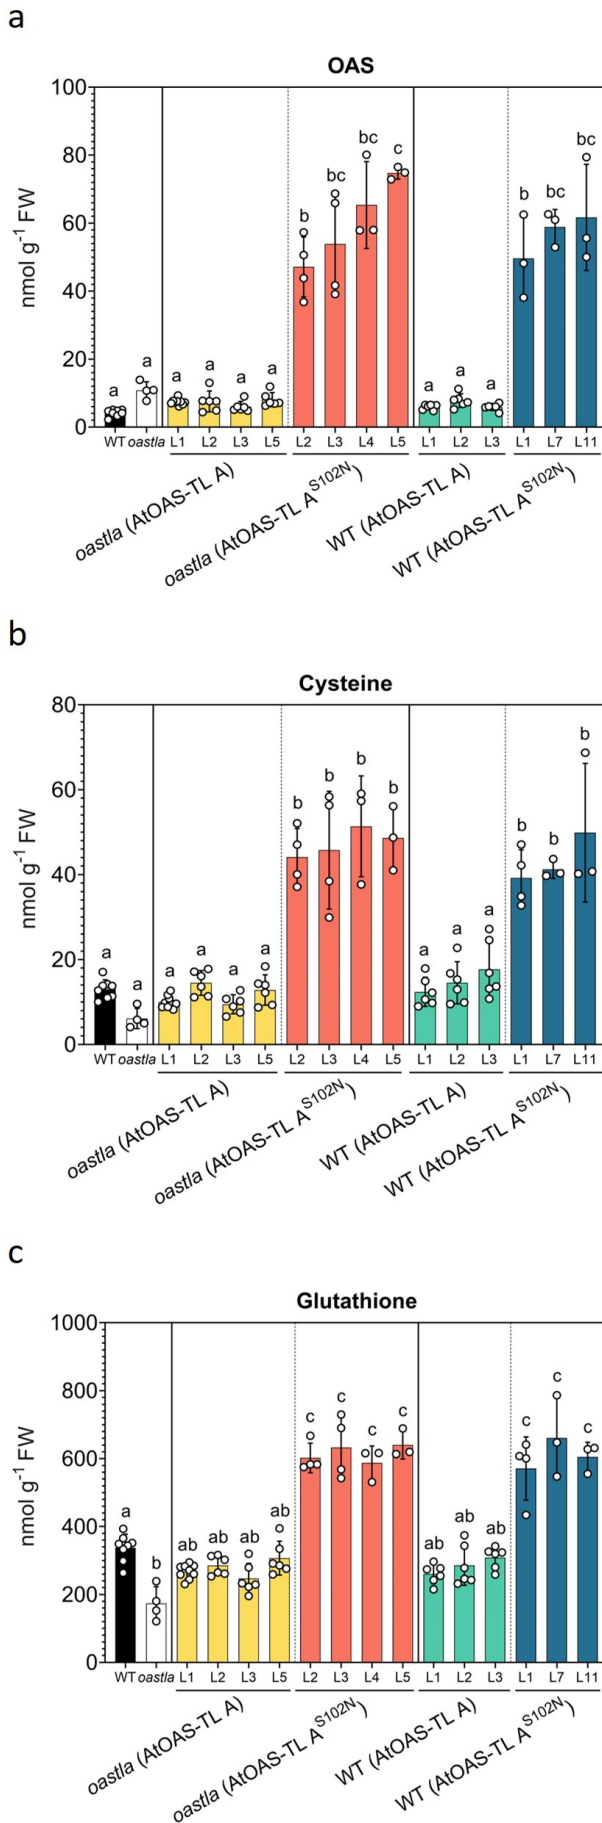 a
OAS
100
80
60
40
20
0
nmol g⁻¹ FW
a a a a a a b bc bc c a a a b bc bc
WT oastla L1 L2 L3 L5 L2 L3 L4 L5 L1 L2 L3 L1 L7 L11
oastla (AtOAS-TL A)
oastla (AtOAS-TL A^S102N)
WT (AtOAS-TL A)
WT (AtOAS-TL A^S102N)
b
Cysteine
80
60
40
20
0
nmol g⁻¹ FW
a a a a a a b b b b a a a b b b
WT oastla L1 L2 L3 L5 L2 L3 L4 L5 L1 L2 L3 L1 L7 L11
oastla (AtOAS-TL A)
oastla (AtOAS-TL A^S102N)
WT (AtOAS-TL A)
WT (AtOAS-TL A^S102N)
c
Glutathione
1000
800
600
400
200
0
nmol g⁻¹ FW
a b ab ab ab ab c c c c ab ab ab c c c
WT oastla L1 L2 L3 L5 L2 L3 L4 L5 L1 L2 L3 L1 L7 L11
oastla (AtOAS-TL A)
oastla (AtOAS-TL A^S102N)
WT (AtOAS-TL A)
WT (AtOAS-TL A^S102N)